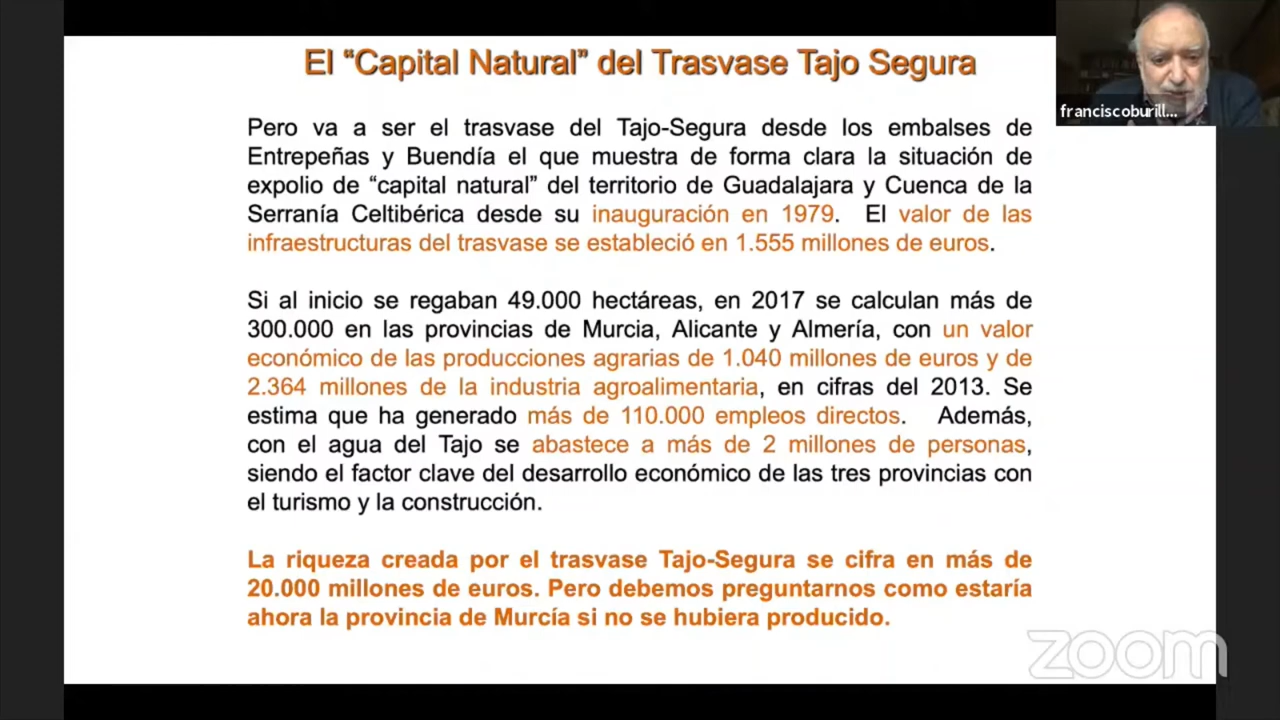 El “Capital Natural” del Trasvase Tajo Segura
franciscoburill...
Pero va a ser el trasvase del Tajo-Segura desde los embalses de
Entrepeñas y Buendía el que muestra de forma clara la situación de
expolio de “capital natural” del territorio de Guadalajara y Cuenca de la
Serranía Celtibérica desde su inauguración en 1979. El valor de las
infraestructuras del trasvase se estableció en 1.555 millones de euros.
Si al inicio se regaban 49.000 hectáreas, en 2017 se calculan más de
300.000 en las provincias de Murcia, Alicante y Almería, con un valor
económico de las producciones agrarias de 1.040 millones de euros y de
2.364 millones de la industria agroalimentaria, en cifras del 2013. Se
estima que ha generado más de 110.000 empleos directos. Además,
con el agua del Tajo se abastece a más de 2 millones de personas,
siendo el factor clave del desarrollo económico de las tres provincias con
el turismo y la construcción.
La riqueza creada por el trasvase Tajo-Segura se cifra en más de
20.000 millones de euros. Pero debemos preguntarnos como estaría
ahora la provincia de Murcía si no se hubiera producido.
zoom